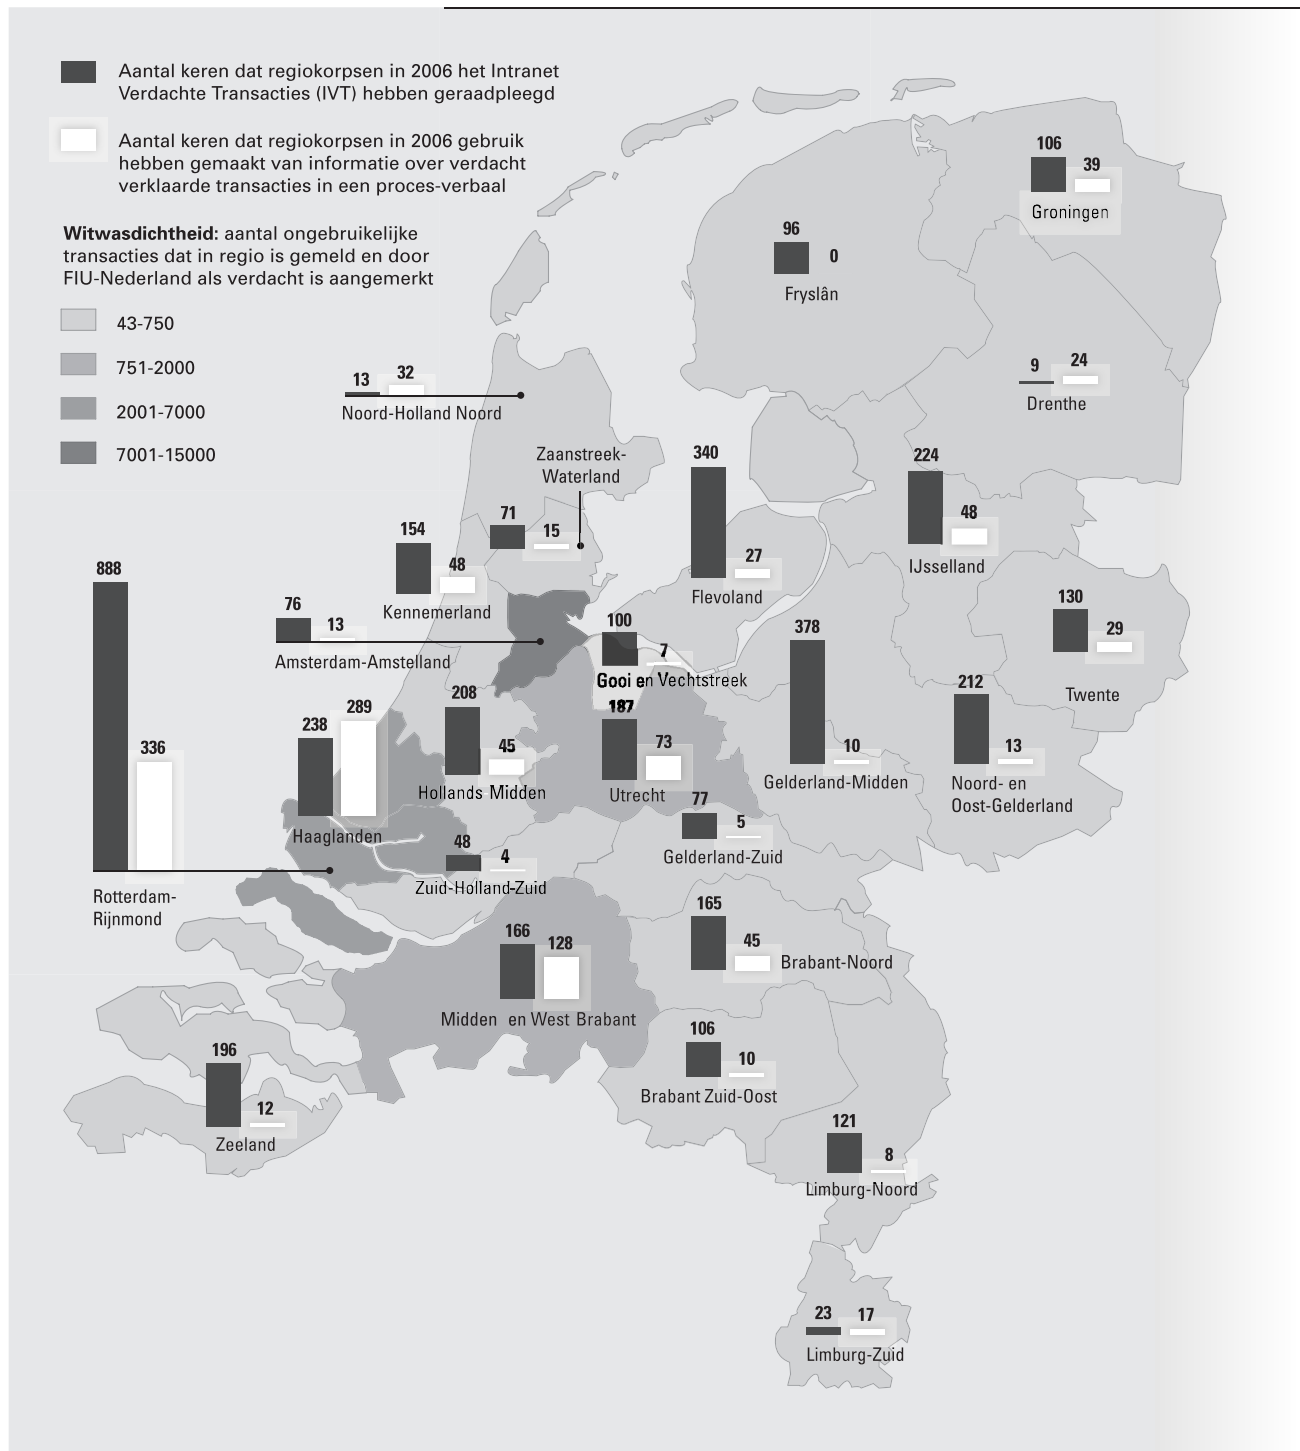 Aantal keren dat regiokorpsen in 2006 het Intranet
Verdachte Transacties (IVT) hebben geraadpleegd
Aantal keren dat regiokorpsen in 2006 gebruik
hebben gemaakt van informatie over verdacht
verklaarde transacties in een proces-verbaal
Witwasdichtheid: aantal ongebruikelijke
transacties dat in regio is gemeld en door
FIU-Nederland als verdacht is aangemerkt
43-750
751-2000
2001-7000
7001-15000
106
39
Groningen
96
0
Fryslân
9
24
Drenthe
13
32
Noord-Holland Noord
Zaanstreek-
Waterland
71
15
340
27
Flevoland
224
48
IJsselland
154
48
Kennemerland
888
336
Rotterdam-
Rijnmond
76
13
Amsterdam-Amstelland
100
7
Gooi en Vechtstreek
378
10
Gelderland-Midden
130
29
Twente
212
13
Noord- en
Oost-Gelderland
238
289
Haaglanden
208
45
Hollands Midden
187
73
Utrecht
77
5
Gelderland-Zuid
48
4
Zuid-Holland-Zuid
166
128
Midden en West Brabant
165
45
Brabant-Noord
106
10
Brabant Zuid-Oost
196
12
Zeeland
121
8
Limburg-Noord
23
17
Limburg-Zuid